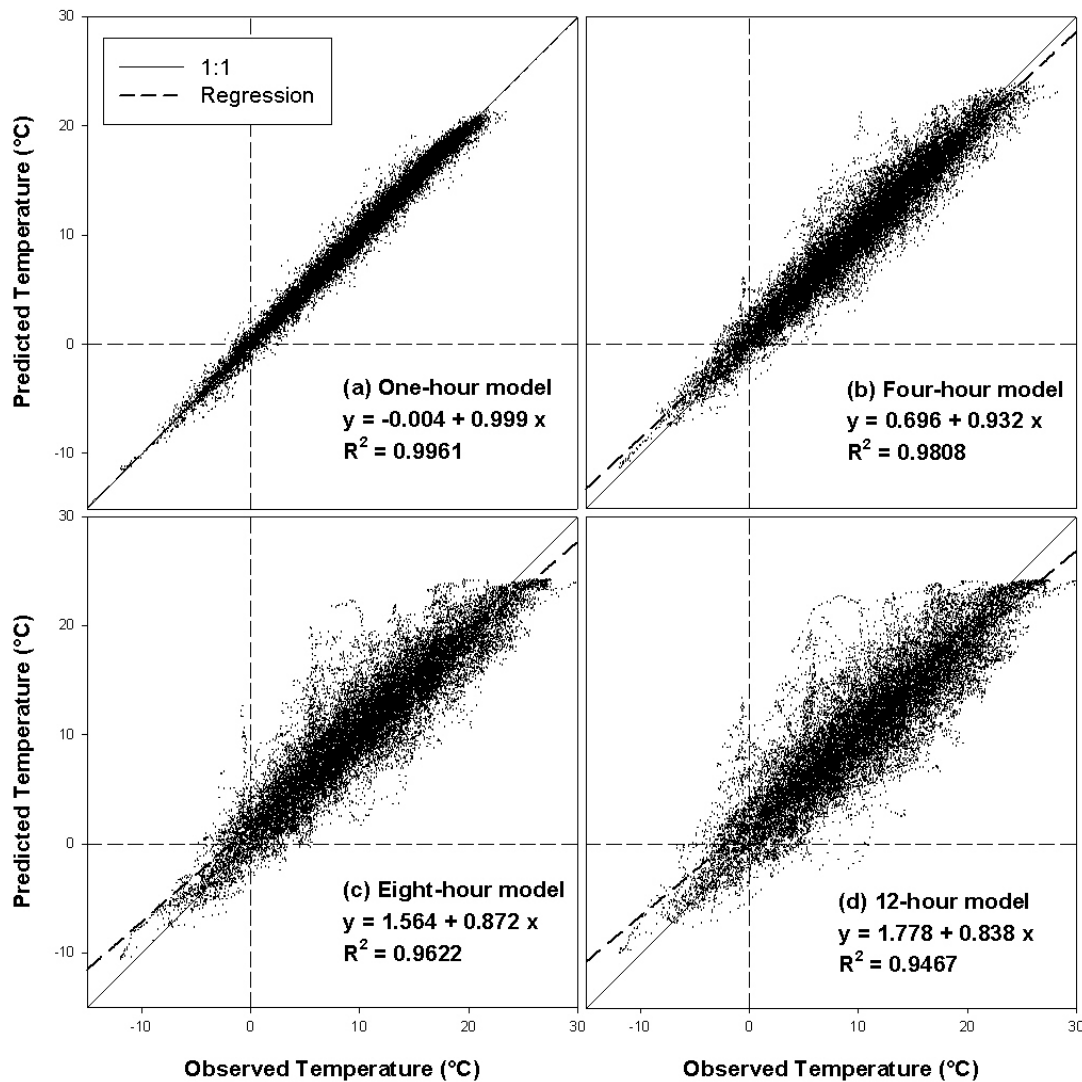 30
20
10
0
-10
Predicted Temperature (°C)
1:1
Regression
(a) One-hour model
y = -0.004 + 0.999 x
R² = 0.9961
(b) Four-hour model
y = 0.696 + 0.932 x
R² = 0.9808
30
20
10
0
-10
Predicted Temperature (°C)
(c) Eight-hour model
y = 1.564 + 0.872 x
R² = 0.9622
(d) 12-hour model
y = 1.778 + 0.838 x
R² = 0.9467
-10 0 10 20 30
-10 0 10 20 30
Observed Temperature (°C)
Observed Temperature (°C)